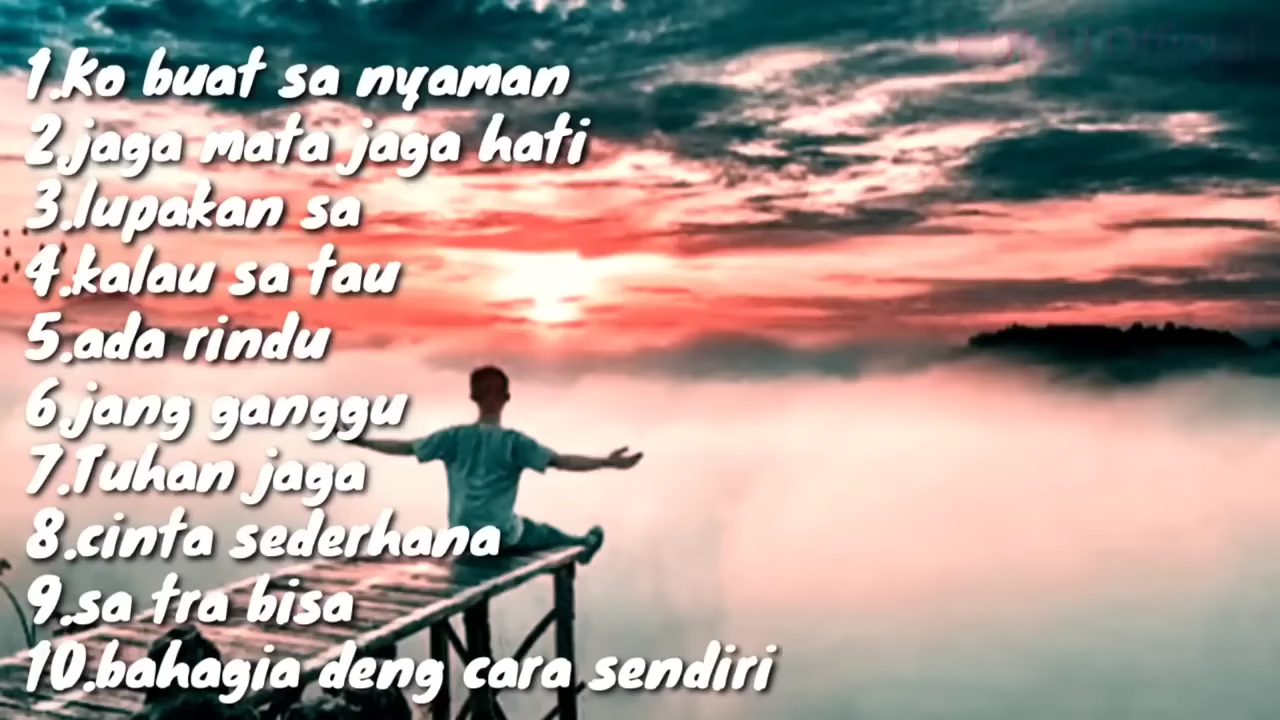 1.Ko buat sa nyaman
2.jaga mata jaga hati
3.lupakan sa
4.kalau sa tau
5.ada rindu
6.jang ganggu
7.Tuhan jaga
8.cinta sederhana
9.sa tra bisa
10.bahagia deng cara sendiri
Official